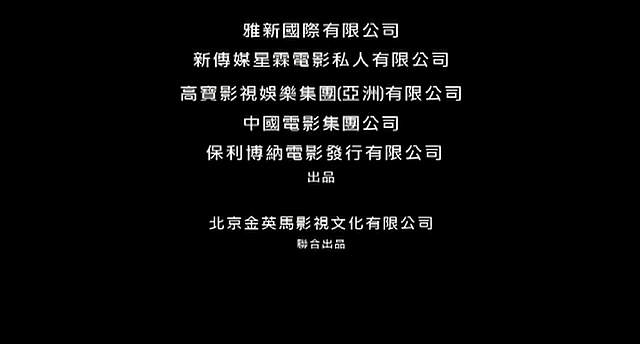 雅新國際有限公司
新傳媒星霖電影私人有限公司
高寶影視娛樂集團(亞洲)有限公司
中國電影集團公司
保利博納電影發行有限公司
出品
北京金英馬影視文化有限公司
聯合出品